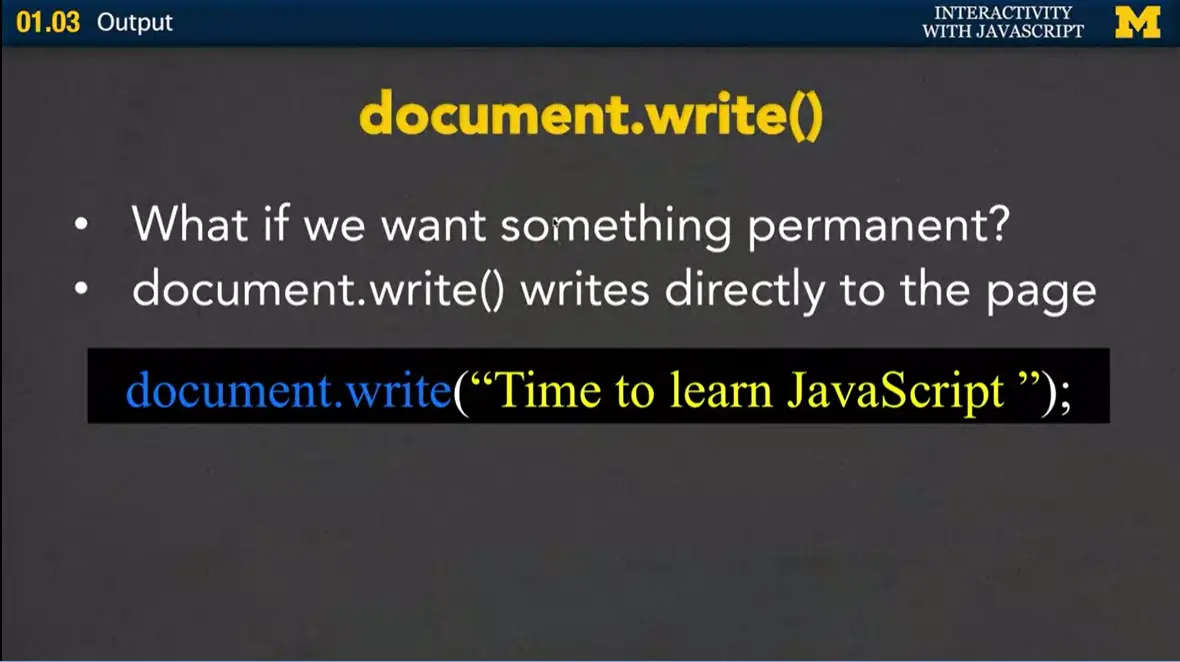 01.03 Output
INTERACTIVITY
WITH JAVASCRIPT
M
document.write()
• What if we want something permanent?
• document.write() writes directly to the page
document.write(“Time to learn JavaScript ”);